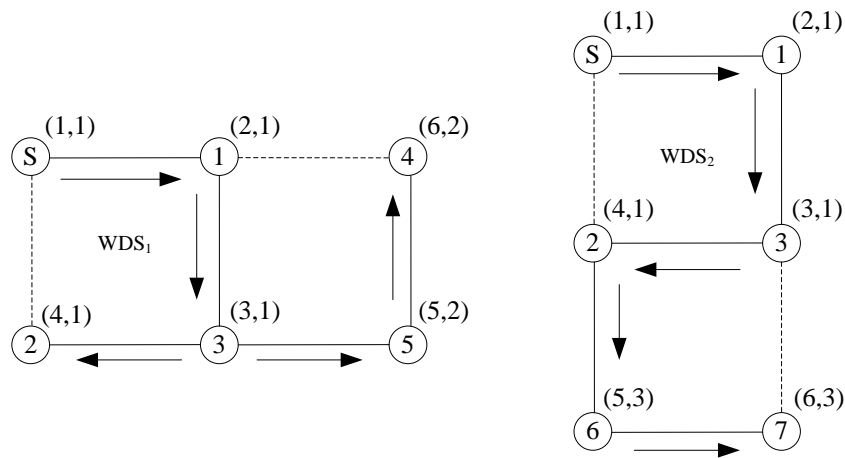 (1,1) (2,1) (6,2)
S 1 4
WDS₁
(4,1) (3,1) (5,2)
2 3 5
(1,1) (2,1)
S 1
WDS₂
(4,1) (3,1)
2 3
(5,3) (6,3)
6 7